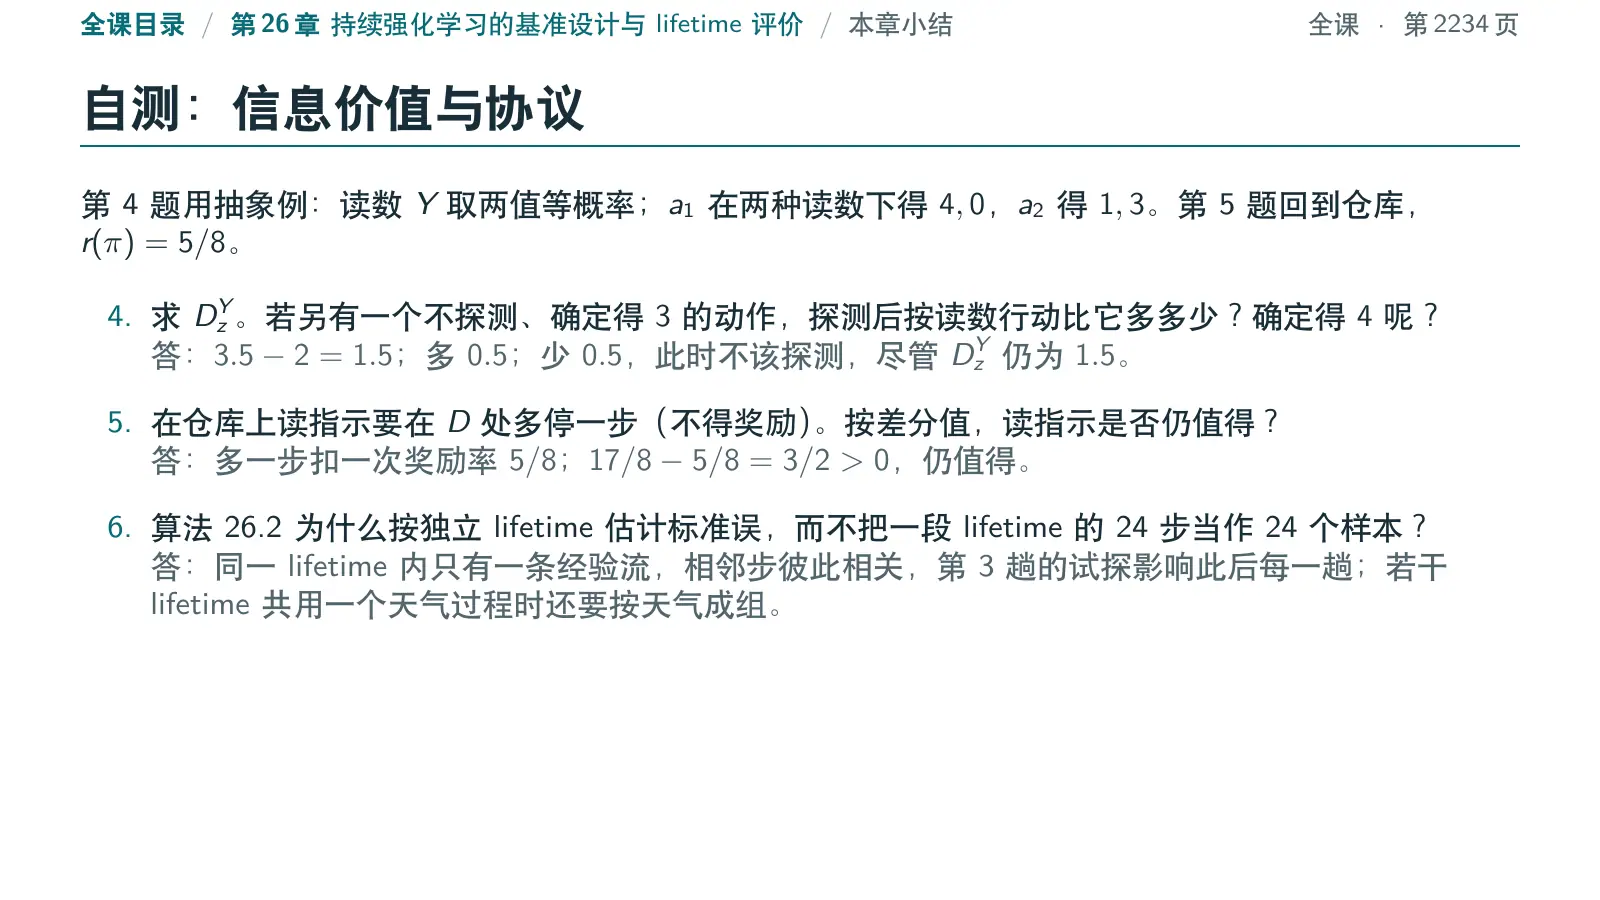 全课目录 / 第 26 章 持续强化学习的基准设计与 lifetime 评价 / 本章小结
全课 · 第 2234 页
自测：信息价值与协议
第 4 题用抽象例：读数 Y 取两值等概率；a₁ 在两种读数下得 4, 0，a₂ 得 1, 3。第 5 题回到仓库，
r(π) = 5/8。
4. 求 D_z^Y。若另有一个不探测、确定得 3 的动作，探测后按读数行动比它多多少？确定得 4 呢？
答：3.5 − 2 = 1.5；多 0.5；少 0.5，此时不该探测，尽管 D_z^Y 仍为 1.5。
5. 在仓库上读指示要在 D 处多停一步（不得奖励）。按差分值，读指示是否仍值得？
答：多一步扣一次奖励率 5/8；17/8 − 5/8 = 3/2 > 0，仍值得。
6. 算法 26.2 为什么按独立 lifetime 估计标准误，而不把一段 lifetime 的 24 步当作 24 个样本？
答：同一 lifetime 内只有一条经验流，相邻步彼此相关，第 3 趟的试探影响此后每一趟；若干
lifetime 共用一个天气过程时还要按天气成组。